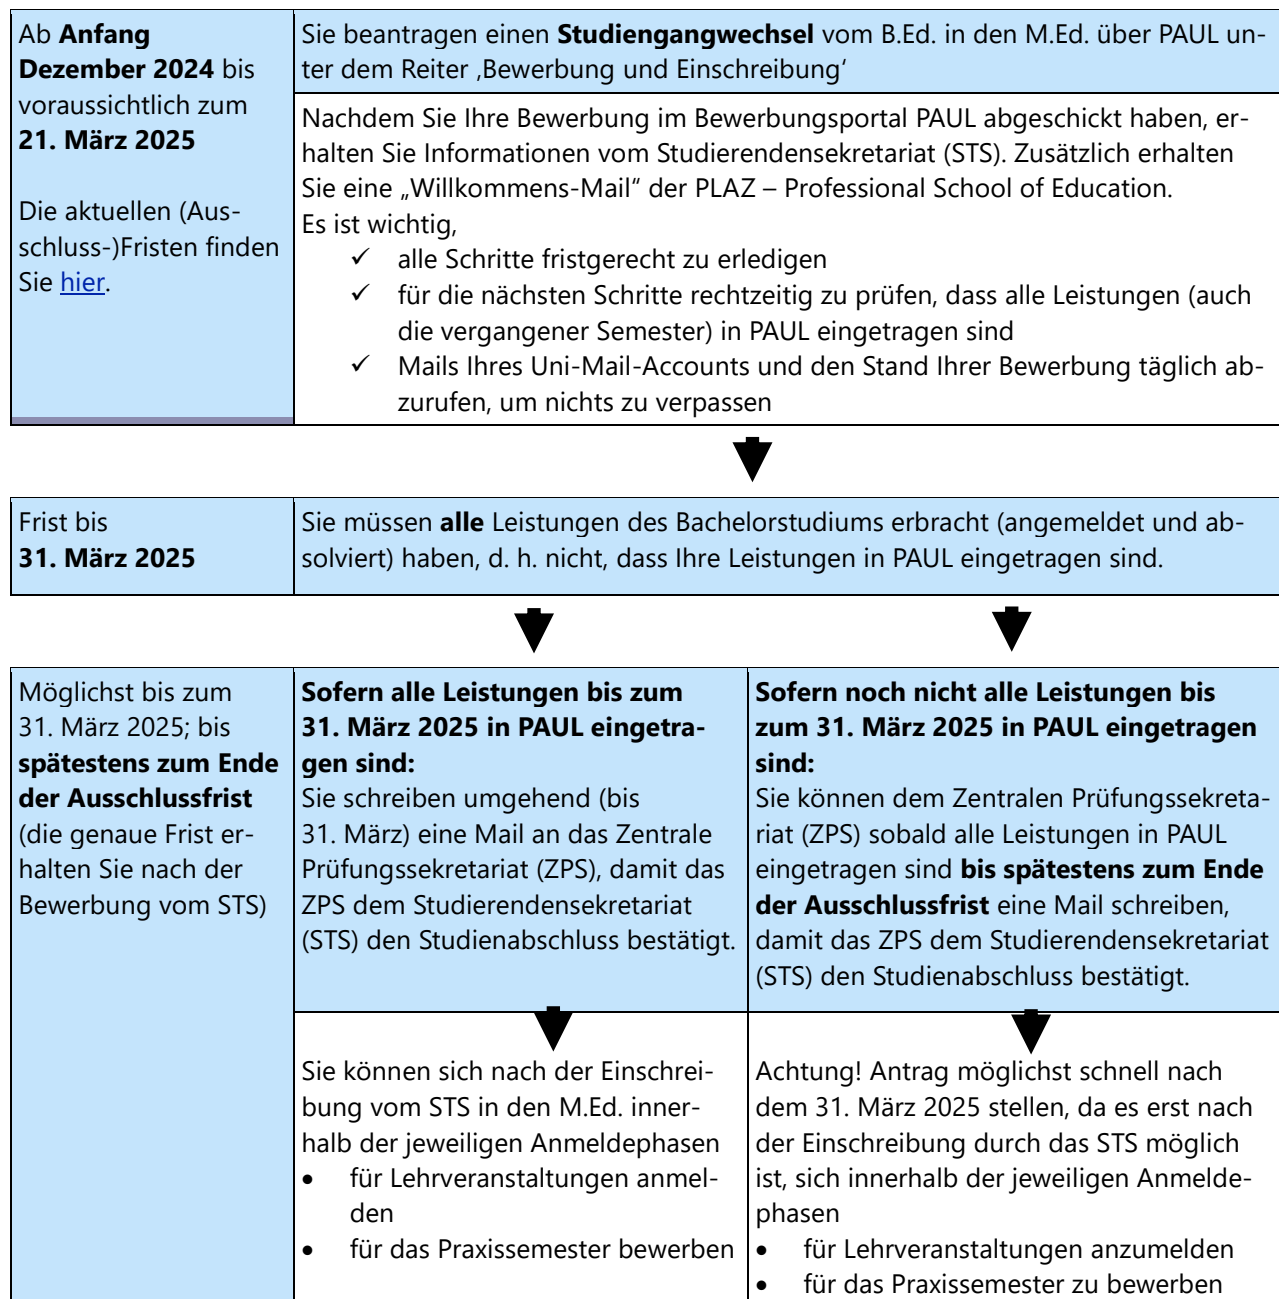 Ab Anfang
Dezember 2024 bis
voraussichtlich zum
21. März 2025
Die aktuellen (Aus-
schluss-)Fristen finden
Sie hier.
Sie beantragen einen Studiengangwechsel vom B.Ed. in den M.Ed. über PAUL un-
ter dem Reiter ‚Bewerbung und Einschreibung‘
Nachdem Sie Ihre Bewerbung im Bewerbungsportal PAUL abgeschickt haben, er-
halten Sie Informationen vom Studierendensekretariat (STS). Zusätzlich erhalten
Sie eine „Willkommens-Mail“ der PLAZ – Professional School of Education.
Es ist wichtig,
✓ alle Schritte fristgerecht zu erledigen
✓ für die nächsten Schritte rechtzeitig zu prüfen, dass alle Leistungen (auch
die vergangener Semester) in PAUL eingetragen sind
✓ Mails Ihres Uni-Mail-Accounts und den Stand Ihrer Bewerbung täglich ab-
zurufen, um nichts zu verpassen
Frist bis
31. März 2025
Sie müssen alle Leistungen des Bachelorstudiums erbracht (angemeldet und ab-
solviert) haben, d. h. nicht, dass Ihre Leistungen in PAUL eingetragen sind.
Möglichst bis zum
31. März 2025; bis
spätestens zum Ende
der Ausschlussfrist
(die genaue Frist er-
halten Sie nach der
Bewerbung vom STS)
Sofern alle Leistungen bis zum
31. März 2025 in PAUL eingetra-
gen sind:
Sie schreiben umgehend (bis
31. März) eine Mail an das Zentrale
Prüfungssekretariat (ZPS), damit das
ZPS dem Studierendensekretariat
(STS) den Studienabschluss bestätigt.
Sofern noch nicht alle Leistungen bis
zum 31. März 2025 in PAUL eingetragen
sind:
Sie können dem Zentralen Prüfungssekreta-
riat (ZPS) sobald alle Leistungen in PAUL
eingetragen sind bis spätestens zum Ende
der Ausschlussfrist eine Mail schreiben,
damit das ZPS dem Studierendensekretariat
(STS) den Studienabschluss bestätigt.
Sie können sich nach der Einschrei-
bung vom STS in den M.Ed. inner-
halb der jeweiligen Anmeldephasen
• für Lehrveranstaltungen anmel-
den
• für das Praxissemester bewerben
Achtung! Antrag möglichst schnell nach
dem 31. März 2025 stellen, da es erst nach
der Einschreibung durch das STS möglich
ist, sich innerhalb der jeweiligen Anmelde-
phasen
• für Lehrveranstaltungen anzumelden
• für das Praxissemester zu bewerben